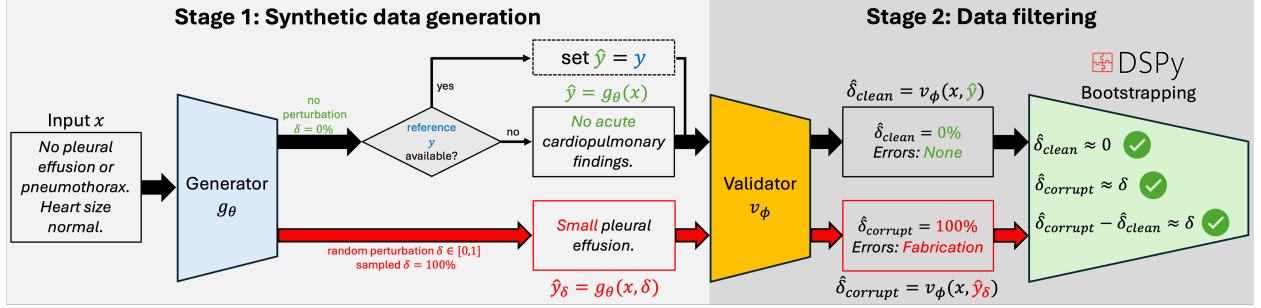 Stage 1: Synthetic data generation
Stage 2: Data filtering
Input x
No pleural
effusion or
pneumothorax.
Heart size
normal.
Generator
g_θ
no
perturbation
δ = 0%
reference
y
available?
yes
no
set ŷ = y
ŷ = g_θ(x)
No acute
cardiopulmonary
findings.
random perturbation δ ∈ [0,1]
sampled δ = 100%
Small pleural
effusion.
ŷ_δ = g_θ(x, δ)
Validator
v_ϕ
δ̂_clean = v_ϕ(x, ŷ)
δ̂_clean = 0%
Errors: None
δ̂_corrupt = 100%
Errors: Fabrication
δ̂_corrupt = v_ϕ(x, ŷ_δ)
DSPy
Bootstrapping
δ̂_clean ≈ 0
δ̂_corrupt ≈ δ
δ̂_corrupt − δ̂_clean ≈ δ